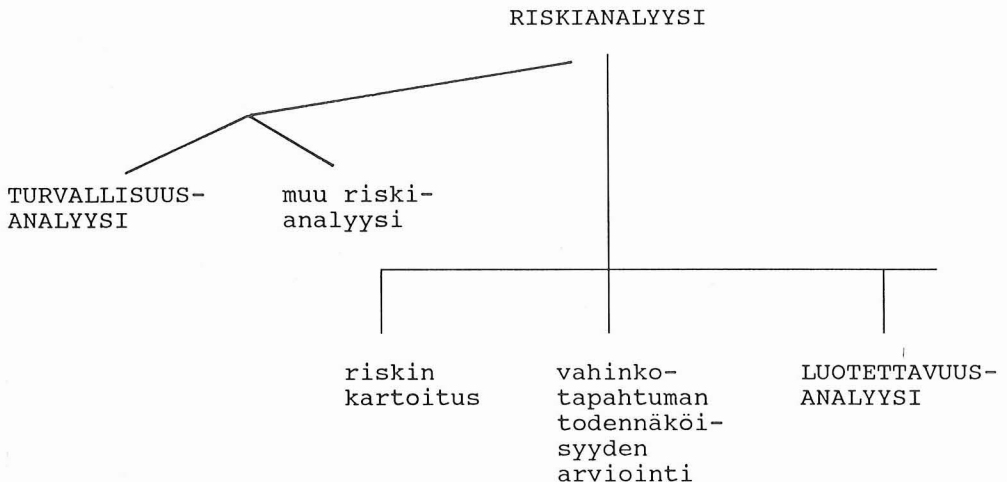 RISKIANALYYSI
TURVALLISUUS-
ANALYYSI
muu riski-
analyysi
riskin
kartoitus
vahinko-
tapahtuman
todennäköi-
syyden
arviointi
LUOTETTAVUUS-
ANALYYSI